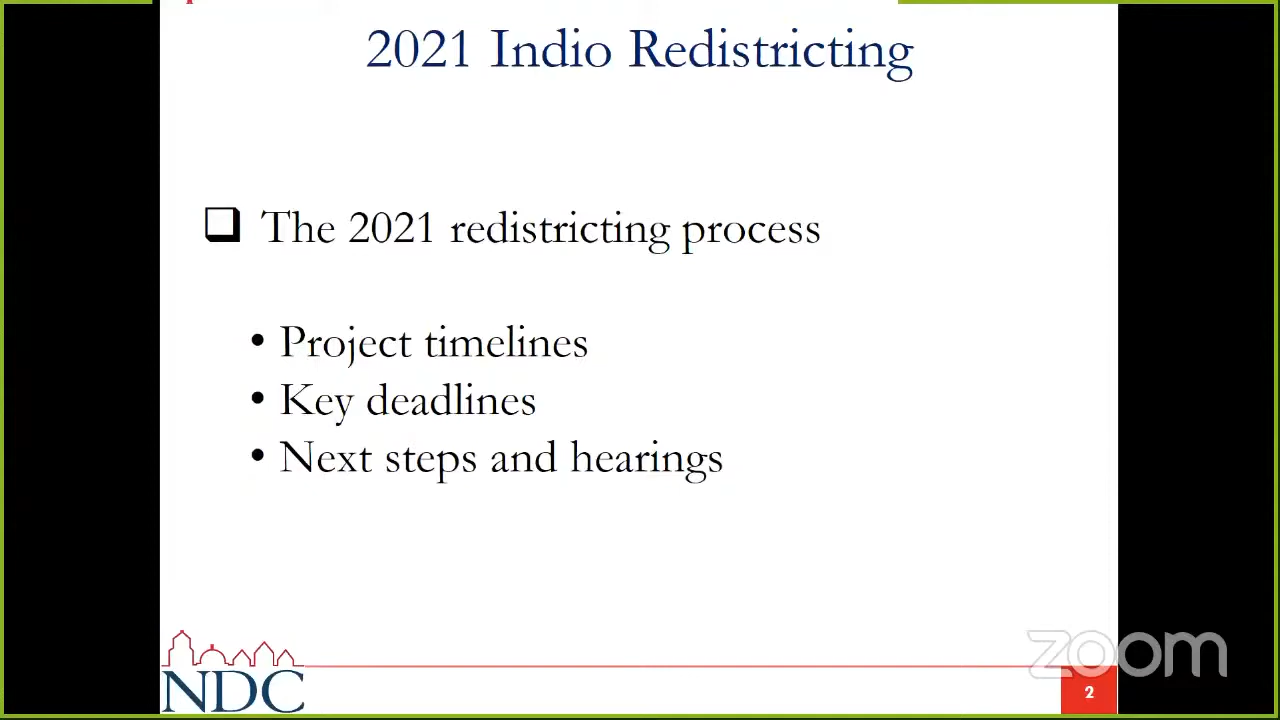 2021 Indio Redistricting
❑ The 2021 redistricting process
• Project timelines
• Key deadlines
• Next steps and hearings
zoom
NDC
2